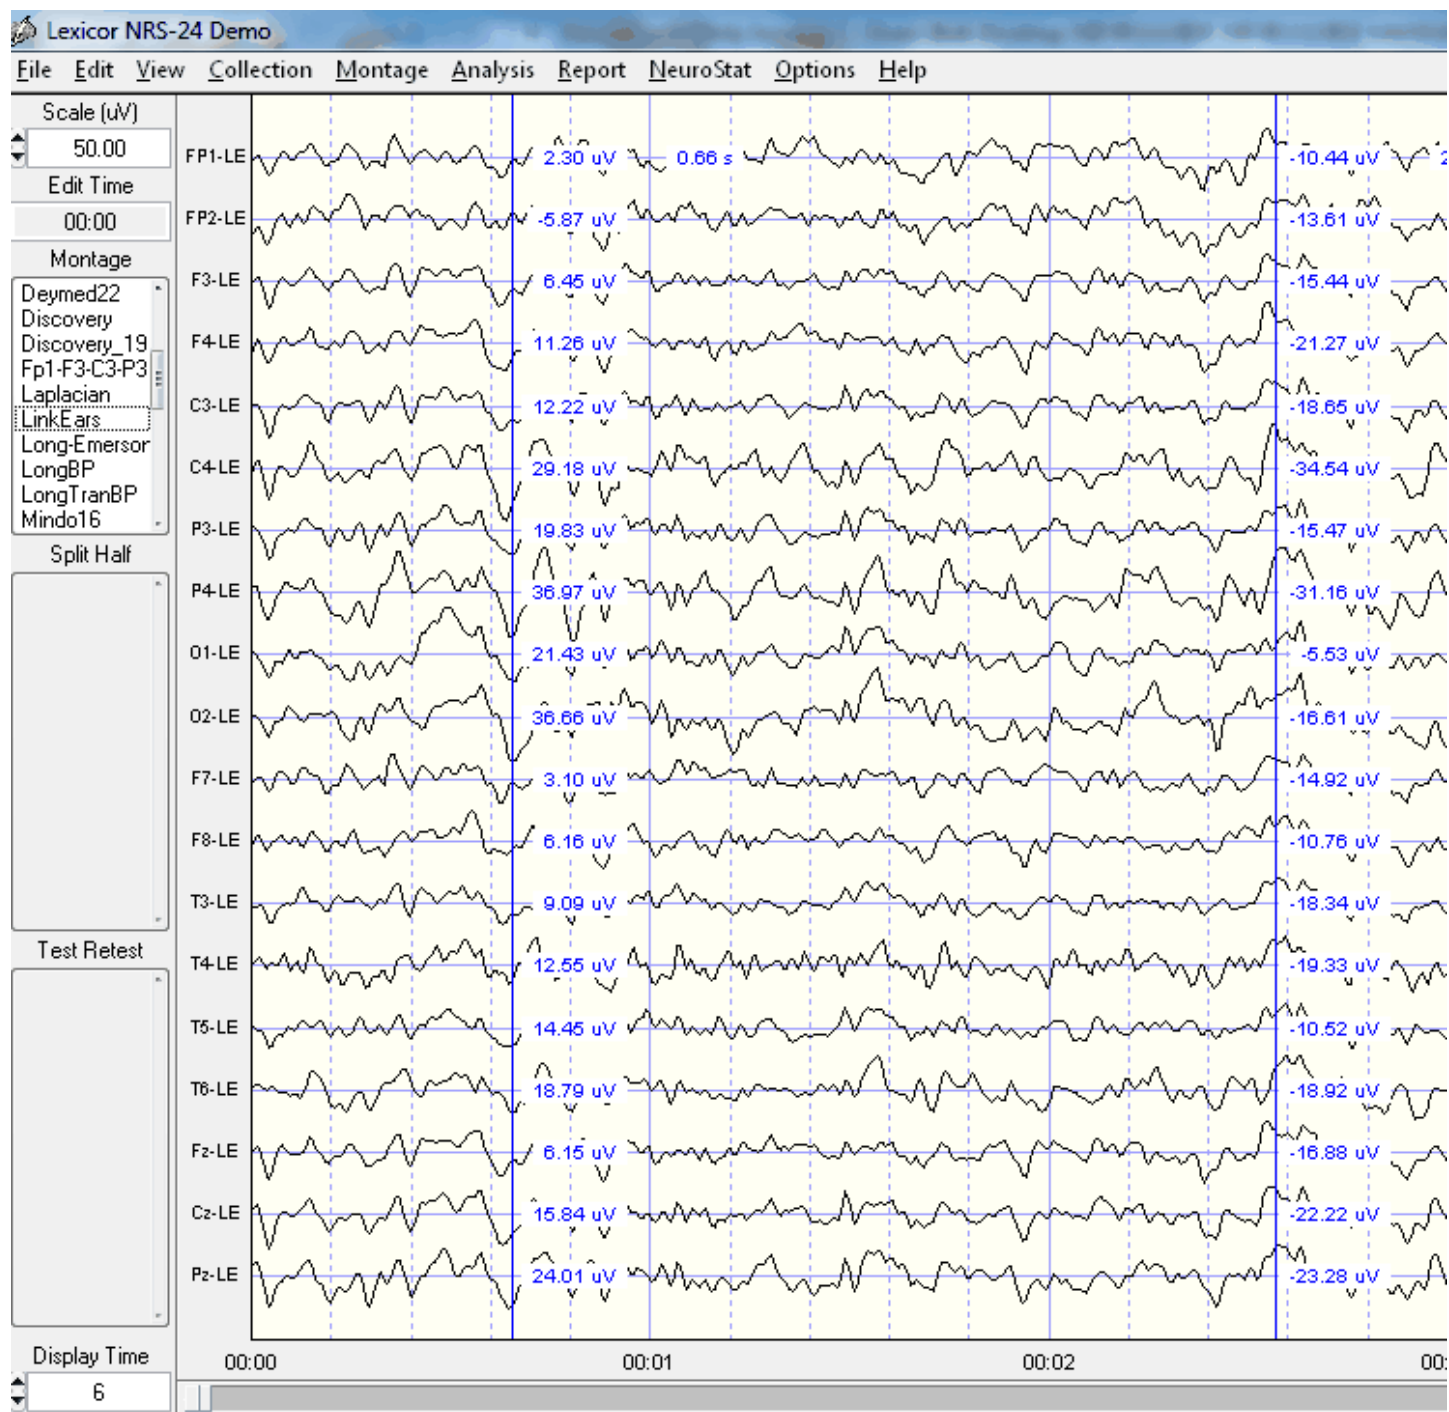 Lexicor NRS-24 Demo
File Edit View Collection Montage Analysis Report NeuroStat Options Help
Scale (uV)
50.00
Edit Time
00:00
Montage
Deymed22
Discovery
Discovery_19
Fp1-F3-C3-P3
Laplacian
LinkEars
Long-Emerson
LongBP
LongTranBP
Mindo16
Split Half
Test Retest
Display Time
6
FP1-LE 2.30 uV 0.66 s -10.44 uV 2
FP2-LE -5.87 uV -13.61 uV
F3-LE 6.45 uV -15.44 uV
F4-LE 11.26 uV -21.27 uV
C3-LE 12.22 uV -18.65 uV
C4-LE 29.18 uV -34.54 uV
P3-LE 19.83 uV -15.47 uV
P4-LE 36.97 uV -31.16 uV
O1-LE 21.43 uV -5.53 uV
O2-LE 36.66 uV -16.61 uV
F7-LE 3.10 uV -14.92 uV
F8-LE 6.16 uV -10.76 uV
T3-LE 9.09 uV -18.34 uV
T4-LE 12.55 uV -19.33 uV
T5-LE 14.45 uV -10.52 uV
T6-LE 18.79 uV -18.92 uV
Fz-LE 6.15 uV -16.88 uV
Cz-LE 15.84 uV -22.22 uV
Pz-LE 24.01 uV -23.28 uV
00:00 00:01 00:02 00: